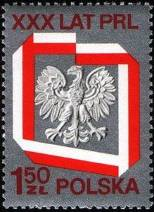 XXX LAT PRL
1.50 ZŁ POLSKA